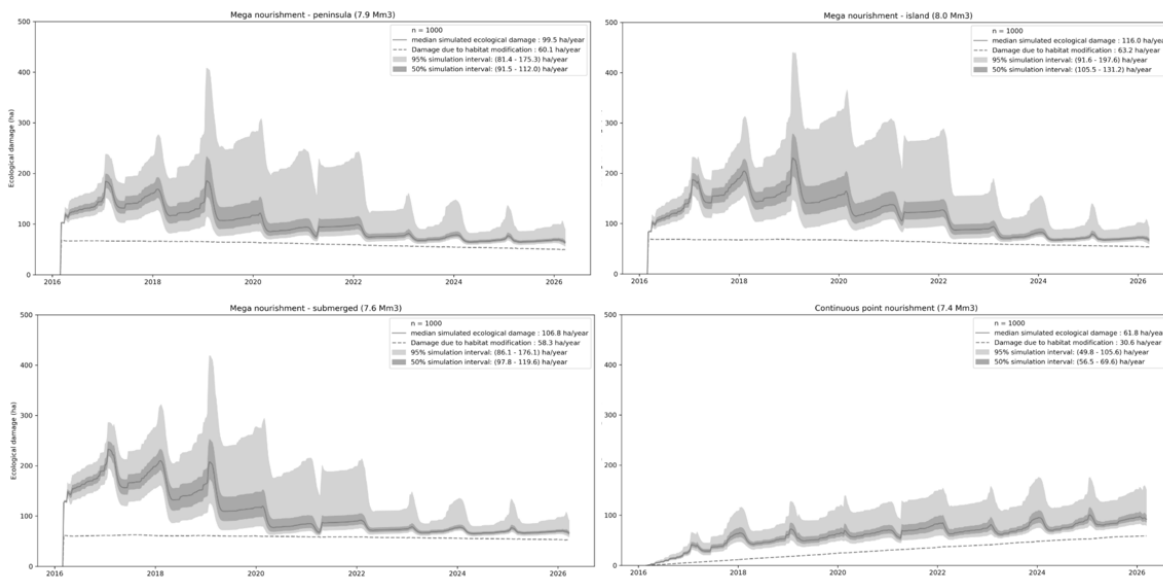 Mega nourishment - peninsula (7.9 Mm3)
n = 1000
median simulated ecological damage : 99.5 ha/year
Damage due to habitat modification : 60.1 ha/year
95% simulation interval: (81.4 - 175.3) ha/year
50% simulation interval: (91.5 - 112.0) ha/year
Ecological damage (ha)
500
400
300
200
100
0
2016 2018 2020 2022 2024 2026
Mega nourishment - island (8.0 Mm3)
n = 1000
median simulated ecological damage : 116.0 ha/year
Damage due to habitat modification : 63.2 ha/year
95% simulation interval: (91.6 - 197.6) ha/year
50% simulation interval: (105.5 - 131.2) ha/year
500
400
300
200
100
0
2016 2018 2020 2022 2024 2026
Mega nourishment - submerged (7.6 Mm3)
n = 1000
median simulated ecological damage : 106.8 ha/year
Damage due to habitat modification : 58.3 ha/year
95% simulation interval: (86.1 - 176.1) ha/year
50% simulation interval: (97.8 - 119.6) ha/year
Ecological damage (ha)
500
400
300
200
100
0
2016 2018 2020 2022 2024 2026
Continuous point nourishment (7.4 Mm3)
n = 1000
median simulated ecological damage : 61.8 ha/year
Damage due to habitat modification : 30.6 ha/year
95% simulation interval: (49.8 - 105.6) ha/year
50% simulation interval: (56.5 - 69.6) ha/year
500
400
300
200
100
0
2016 2018 2020 2022 2024 2026